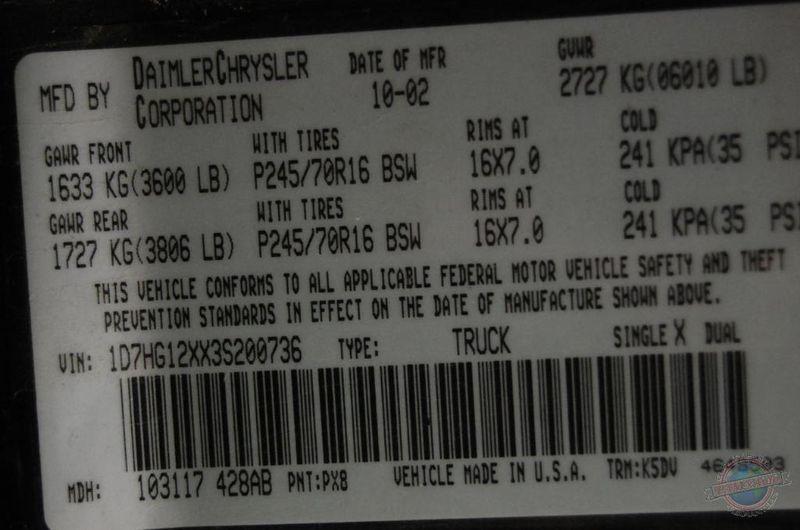 MFD BY DAIMLERCHRYSLER CORPORATION DATE OF MFR 10-02 GVWR 2727 KG(06010 LB)
GAWR FRONT WITH TIRES RIMS AT COLD
1633 KG(3600 LB) P245/70R16 BSW 16X7.0 241 KPA(35 PSI
GAWR REAR WITH TIRES RIMS AT COLD
1727 KG(3806 LB) P245/70R16 BSW 16X7.0 241 KPA(35 PSI
THIS VEHICLE CONFORMS TO ALL APPLICABLE FEDERAL MOTOR VEHICLE SAFETY AND THEFT
PREVENTION STANDARDS IN EFFECT ON THE DATE OF MANUFACTURE SHOWN ABOVE.
VIN: 1D7HG12XX3S200736 TYPE: TRUCK SINGLE X DUAL
MDH: 103117 428AB PNT:PX8 VEHICLE MADE IN U.S.A. TRM:K5DV